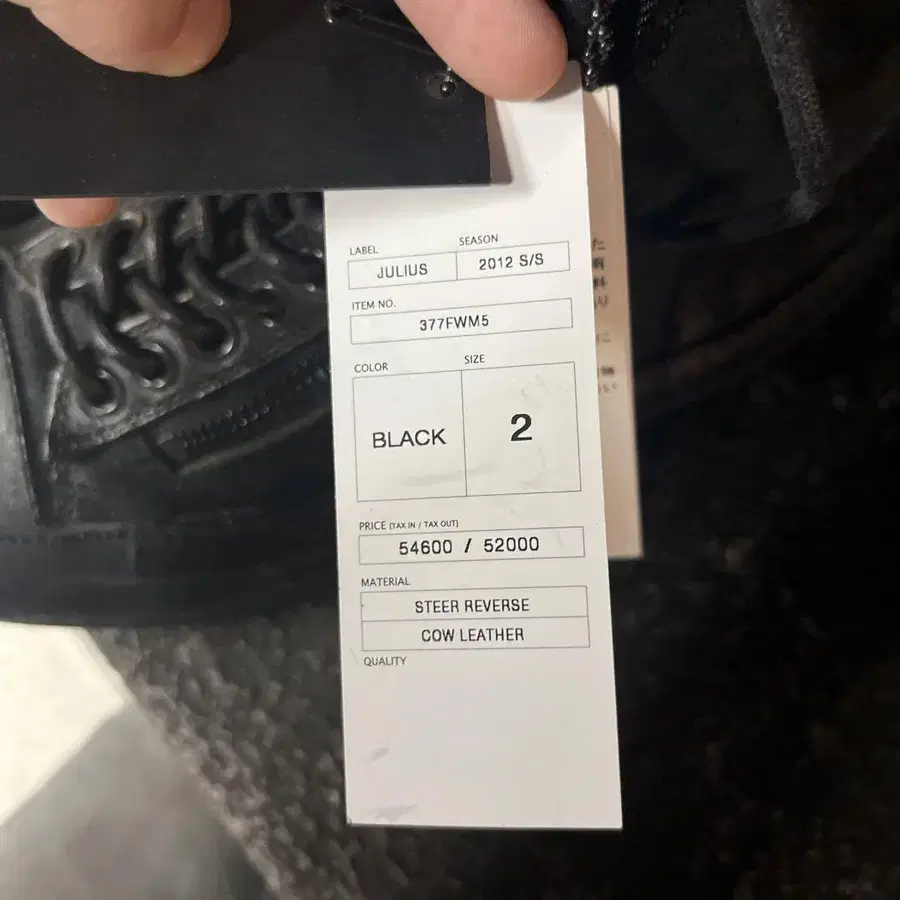 LABEL SEASON
JULIUS 2012 S/S
ITEM NO.
377FWM5
COLOR SIZE
BLACK 2
PRICE [TAX IN / TAX OUT]
54600 / 52000
MATERIAL
STEER REVERSE
COW LEATHER
QUALITY